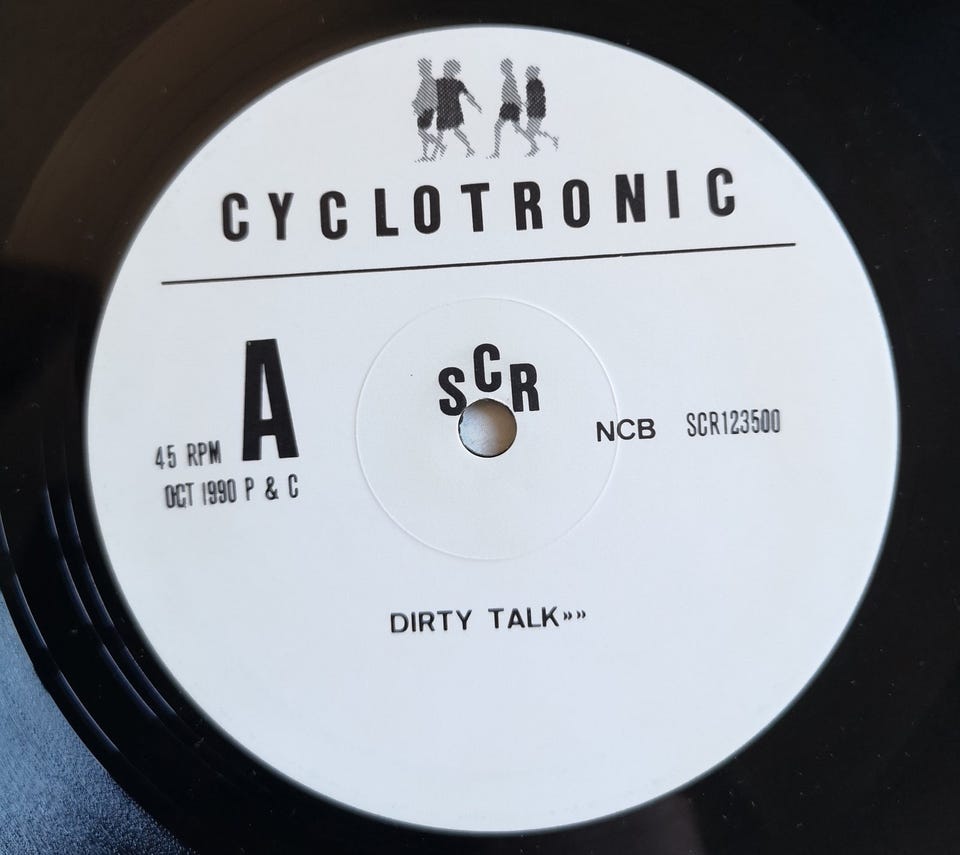 CYCLOTRONIC
SCR
A
45 RPM
NCB SCR123500
OCT 1990 P & C
DIRTY TALK»»